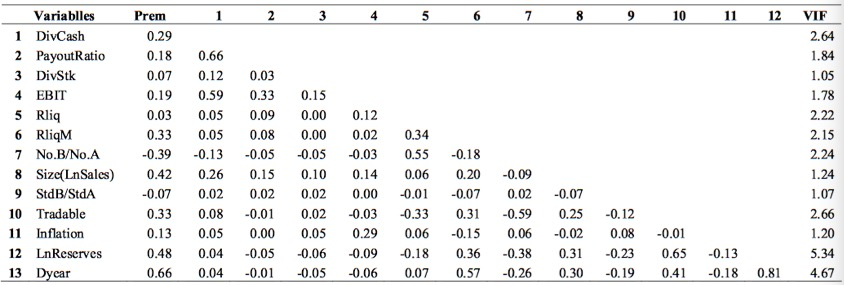 Variablles Prem 1 2 3 4 5 6 7 8 9 10 11 12 VIF
1 DivCash 0.29 2.64
2 PayoutRatio 0.18 0.66 1.84
3 DivStk 0.07 0.12 0.03 1.05
4 EBIT 0.19 0.59 0.33 0.15 1.78
5 Rliq 0.03 0.05 0.09 0.00 0.12 2.22
6 RliqM 0.33 0.05 0.08 0.00 0.02 0.34 2.15
7 No.B/No.A -0.39 -0.13 -0.05 -0.05 -0.03 0.55 -0.18 2.24
8 Size(LnSales) 0.42 0.26 0.15 0.10 0.14 0.06 0.20 -0.09 1.24
9 StdB/StdA -0.07 0.02 0.02 0.02 0.00 -0.01 -0.07 0.02 -0.07 1.07
10 Tradable 0.33 0.08 -0.01 0.02 -0.03 -0.33 0.31 -0.59 0.25 -0.12 2.66
11 Inflation 0.13 0.05 0.00 0.05 0.29 0.06 -0.15 0.06 -0.02 0.08 -0.01 1.20
12 LnReserves 0.48 0.04 -0.05 -0.06 -0.09 -0.18 0.36 -0.38 0.31 -0.23 0.65 -0.13 5.34
13 Dyear 0.66 0.04 -0.01 -0.05 -0.06 0.07 0.57 -0.26 0.30 -0.19 0.41 -0.18 0.81 4.67